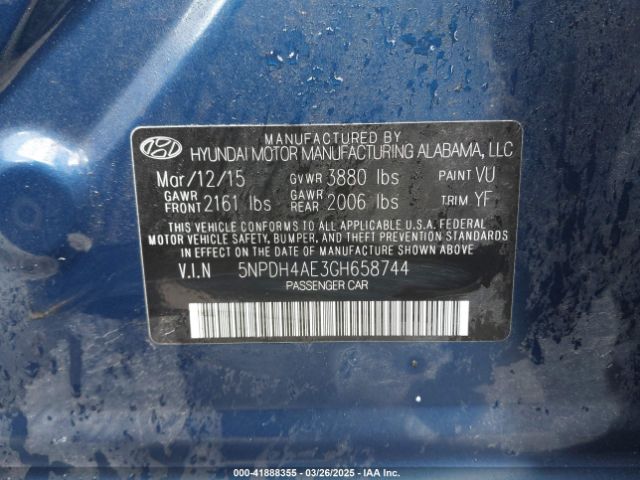 MANUFACTURED BY
HYUNDAI MOTOR MANUFACTURING ALABAMA, LLC
Mar/12/15 GVWR 3880 lbs PAINT VU
GAWR FRONT 2161 lbs GAWR REAR 2006 lbs TRIM YF
THIS VEHICLE CONFORMS TO ALL APPLICABLE U.S.A. FEDERAL
MOTOR VEHICLE SAFETY, BUMPER, AND THEFT PREVENTION STANDARDS
IN EFFECT ON THE DATE OF MANUFACTURE SHOWN ABOVE
V.I.N 5NPDH4AE3GH658744
PASSENGER CAR
000-41888355 — 03/26/2025 — IAA Inc.